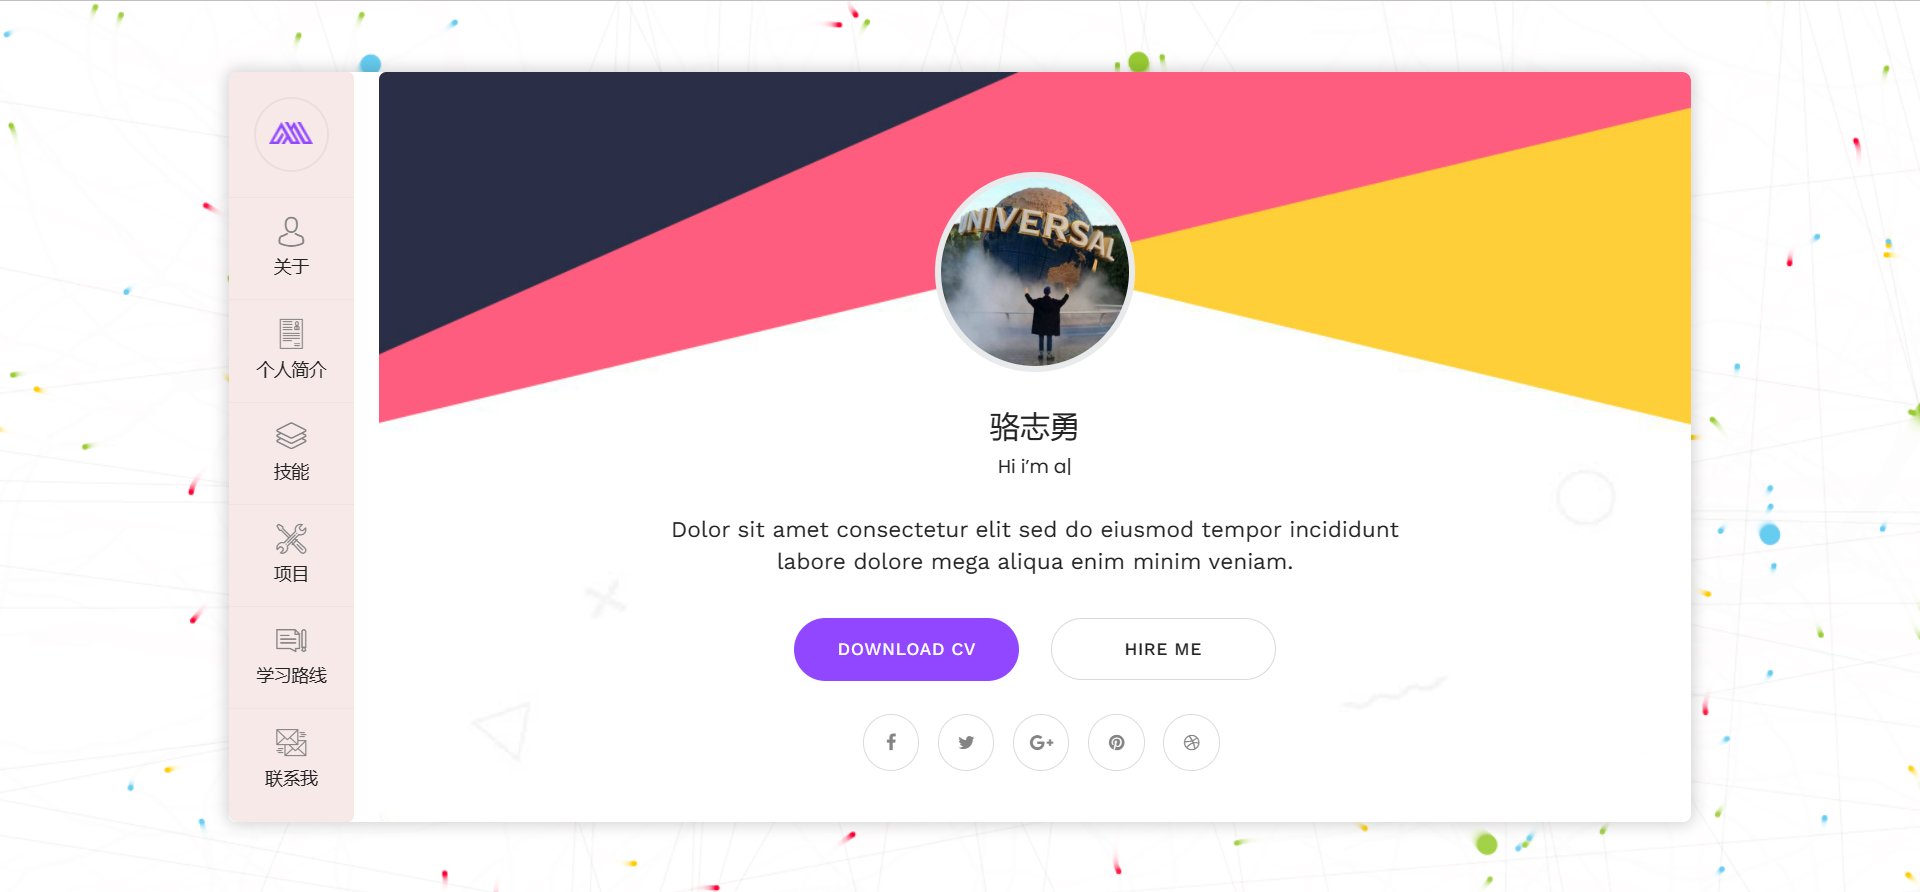 关于
个人简介
技能
项目
学习路线
联系我
UNIVERSAL
骆志勇
Hi i'm a|
Dolor sit amet consectetur elit sed do eiusmod tempor incididunt
labore dolore mega aliqua enim minim veniam.
DOWNLOAD CV
HIRE ME